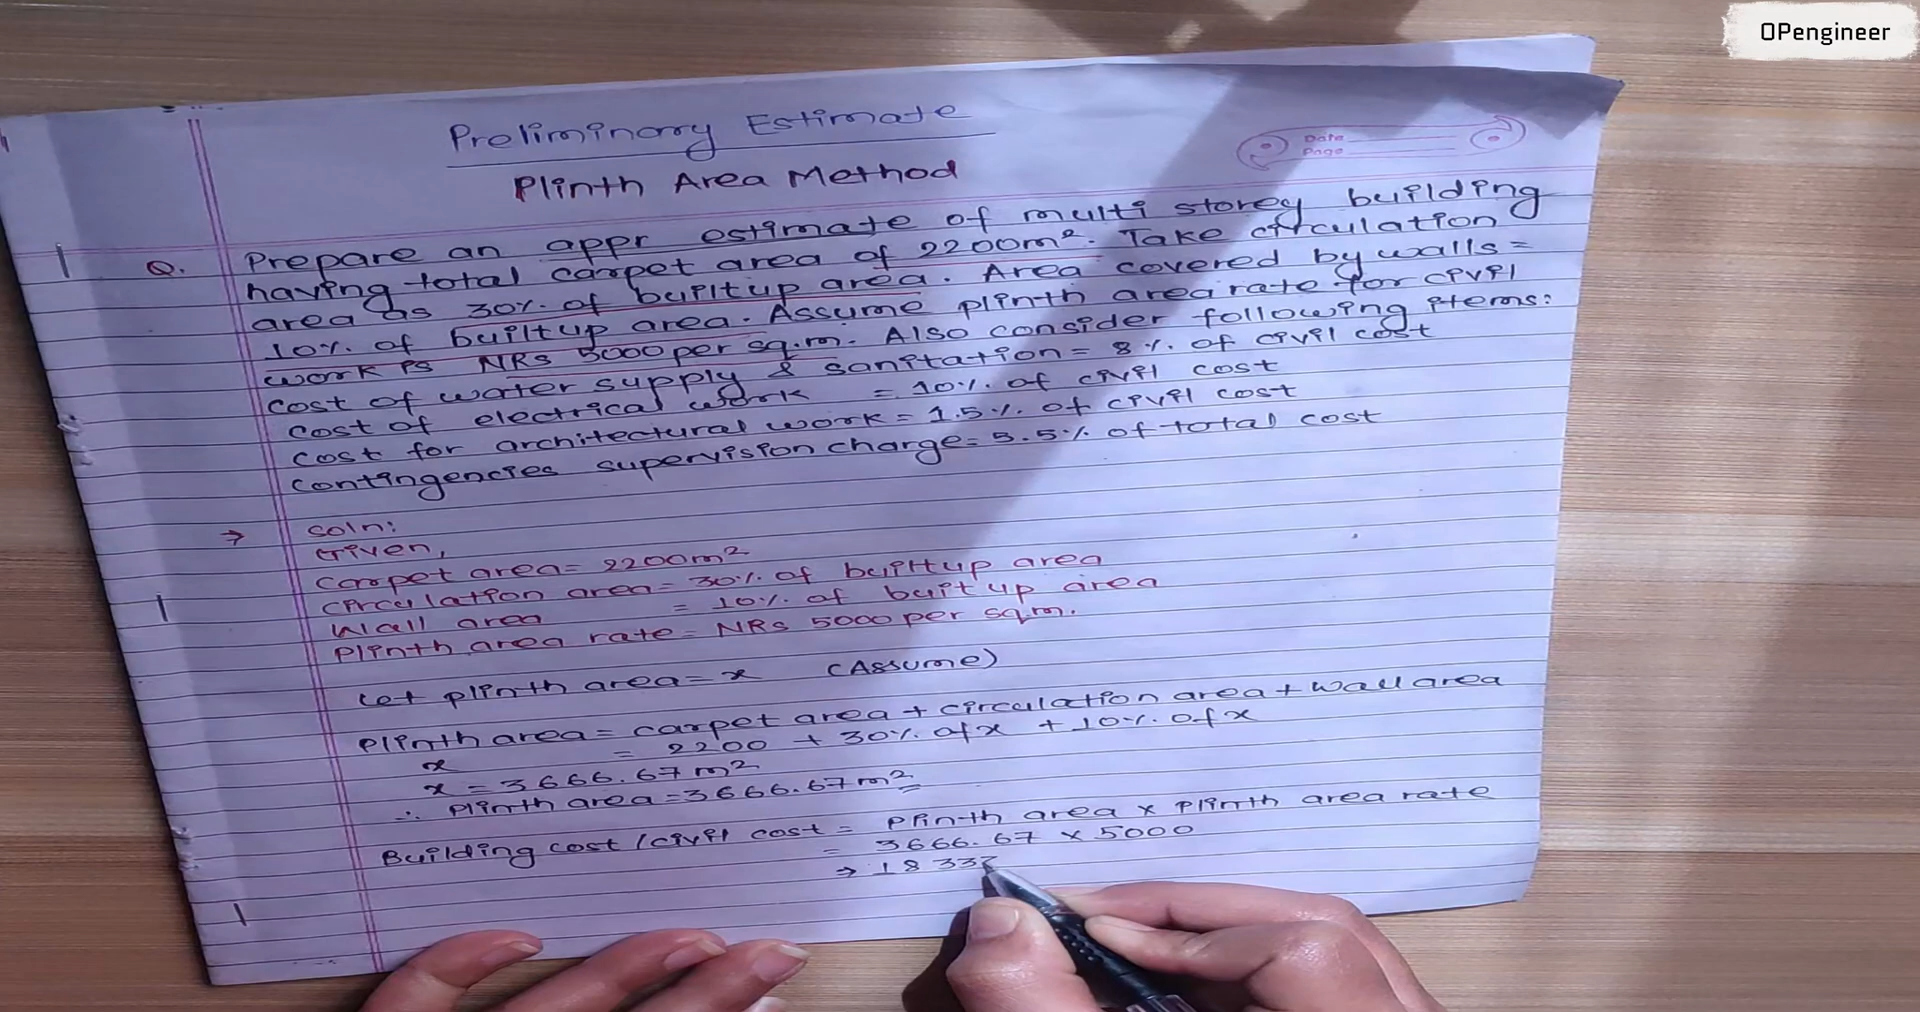 OPengineer
Preliminary Estimate
Date
Page
Plinth Area Method
Q. Prepare an appr estimate of multi storey building
having total carpet area of 2200m². Take circulation
area as 30% of builtup area. Area covered by walls =
10% of builtup area. Assume plinth area rate for civil
work is NRs 5000 per sq.m. Also consider following items:
cost of water supply & sanitation = 8% of civil cost
cost of electrical work = 10% of civil cost
cost for architectural work = 1.5% of civil cost
contingencies supervision charge = 5.5% of total cost
→ soln:
Given,
carpet area = 2200m²
circulation area = 30% of builtup area
Wall area = 10% of buitup area
Plinth area rate = NRs 5000 per sq.m.
Let plinth area = x (Assume)
Plinth area = carpet area + circulation area + wall area
x = 2200 + 30% of x + 10% of x
x = 3666.67 m²
∴ Plinth area = 3666.67 m²
Building cost / civil cost = Plinth area × plinth area rate
= 3666.67 × 5000
→ 1833